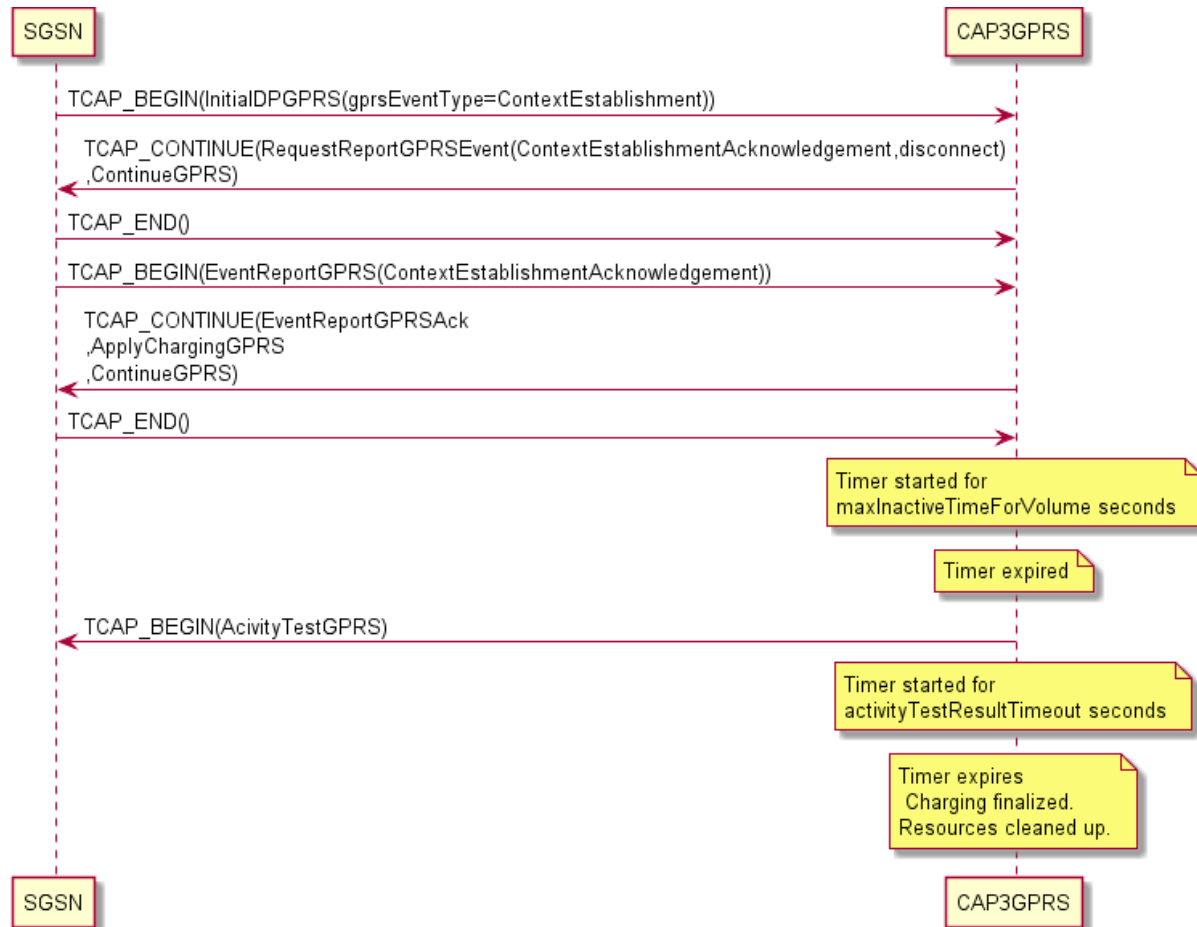 SGSN
CAP3GPRS
TCAP_BEGIN(InitialDPGPRS(gprsEventType=ContextEstablishment))
TCAP_CONTINUE(RequestReportGPRSEvent(ContextEstablishmentAcknowledgement,disconnect)
,ContinueGPRS)
TCAP_END()
TCAP_BEGIN(EventReportGPRS(ContextEstablishmentAcknowledgement))
TCAP_CONTINUE(EventReportGPRSAck
,ApplyChargingGPRS
,ContinueGPRS)
TCAP_END()
Timer started for
maxInactiveTimeForVolume seconds
Timer expired
TCAP_BEGIN(AcivityTestGPRS)
Timer started for
activityTestResultTimeout seconds
Timer expires
Charging finalized.
Resources cleaned up.
SGSN
CAP3GPRS